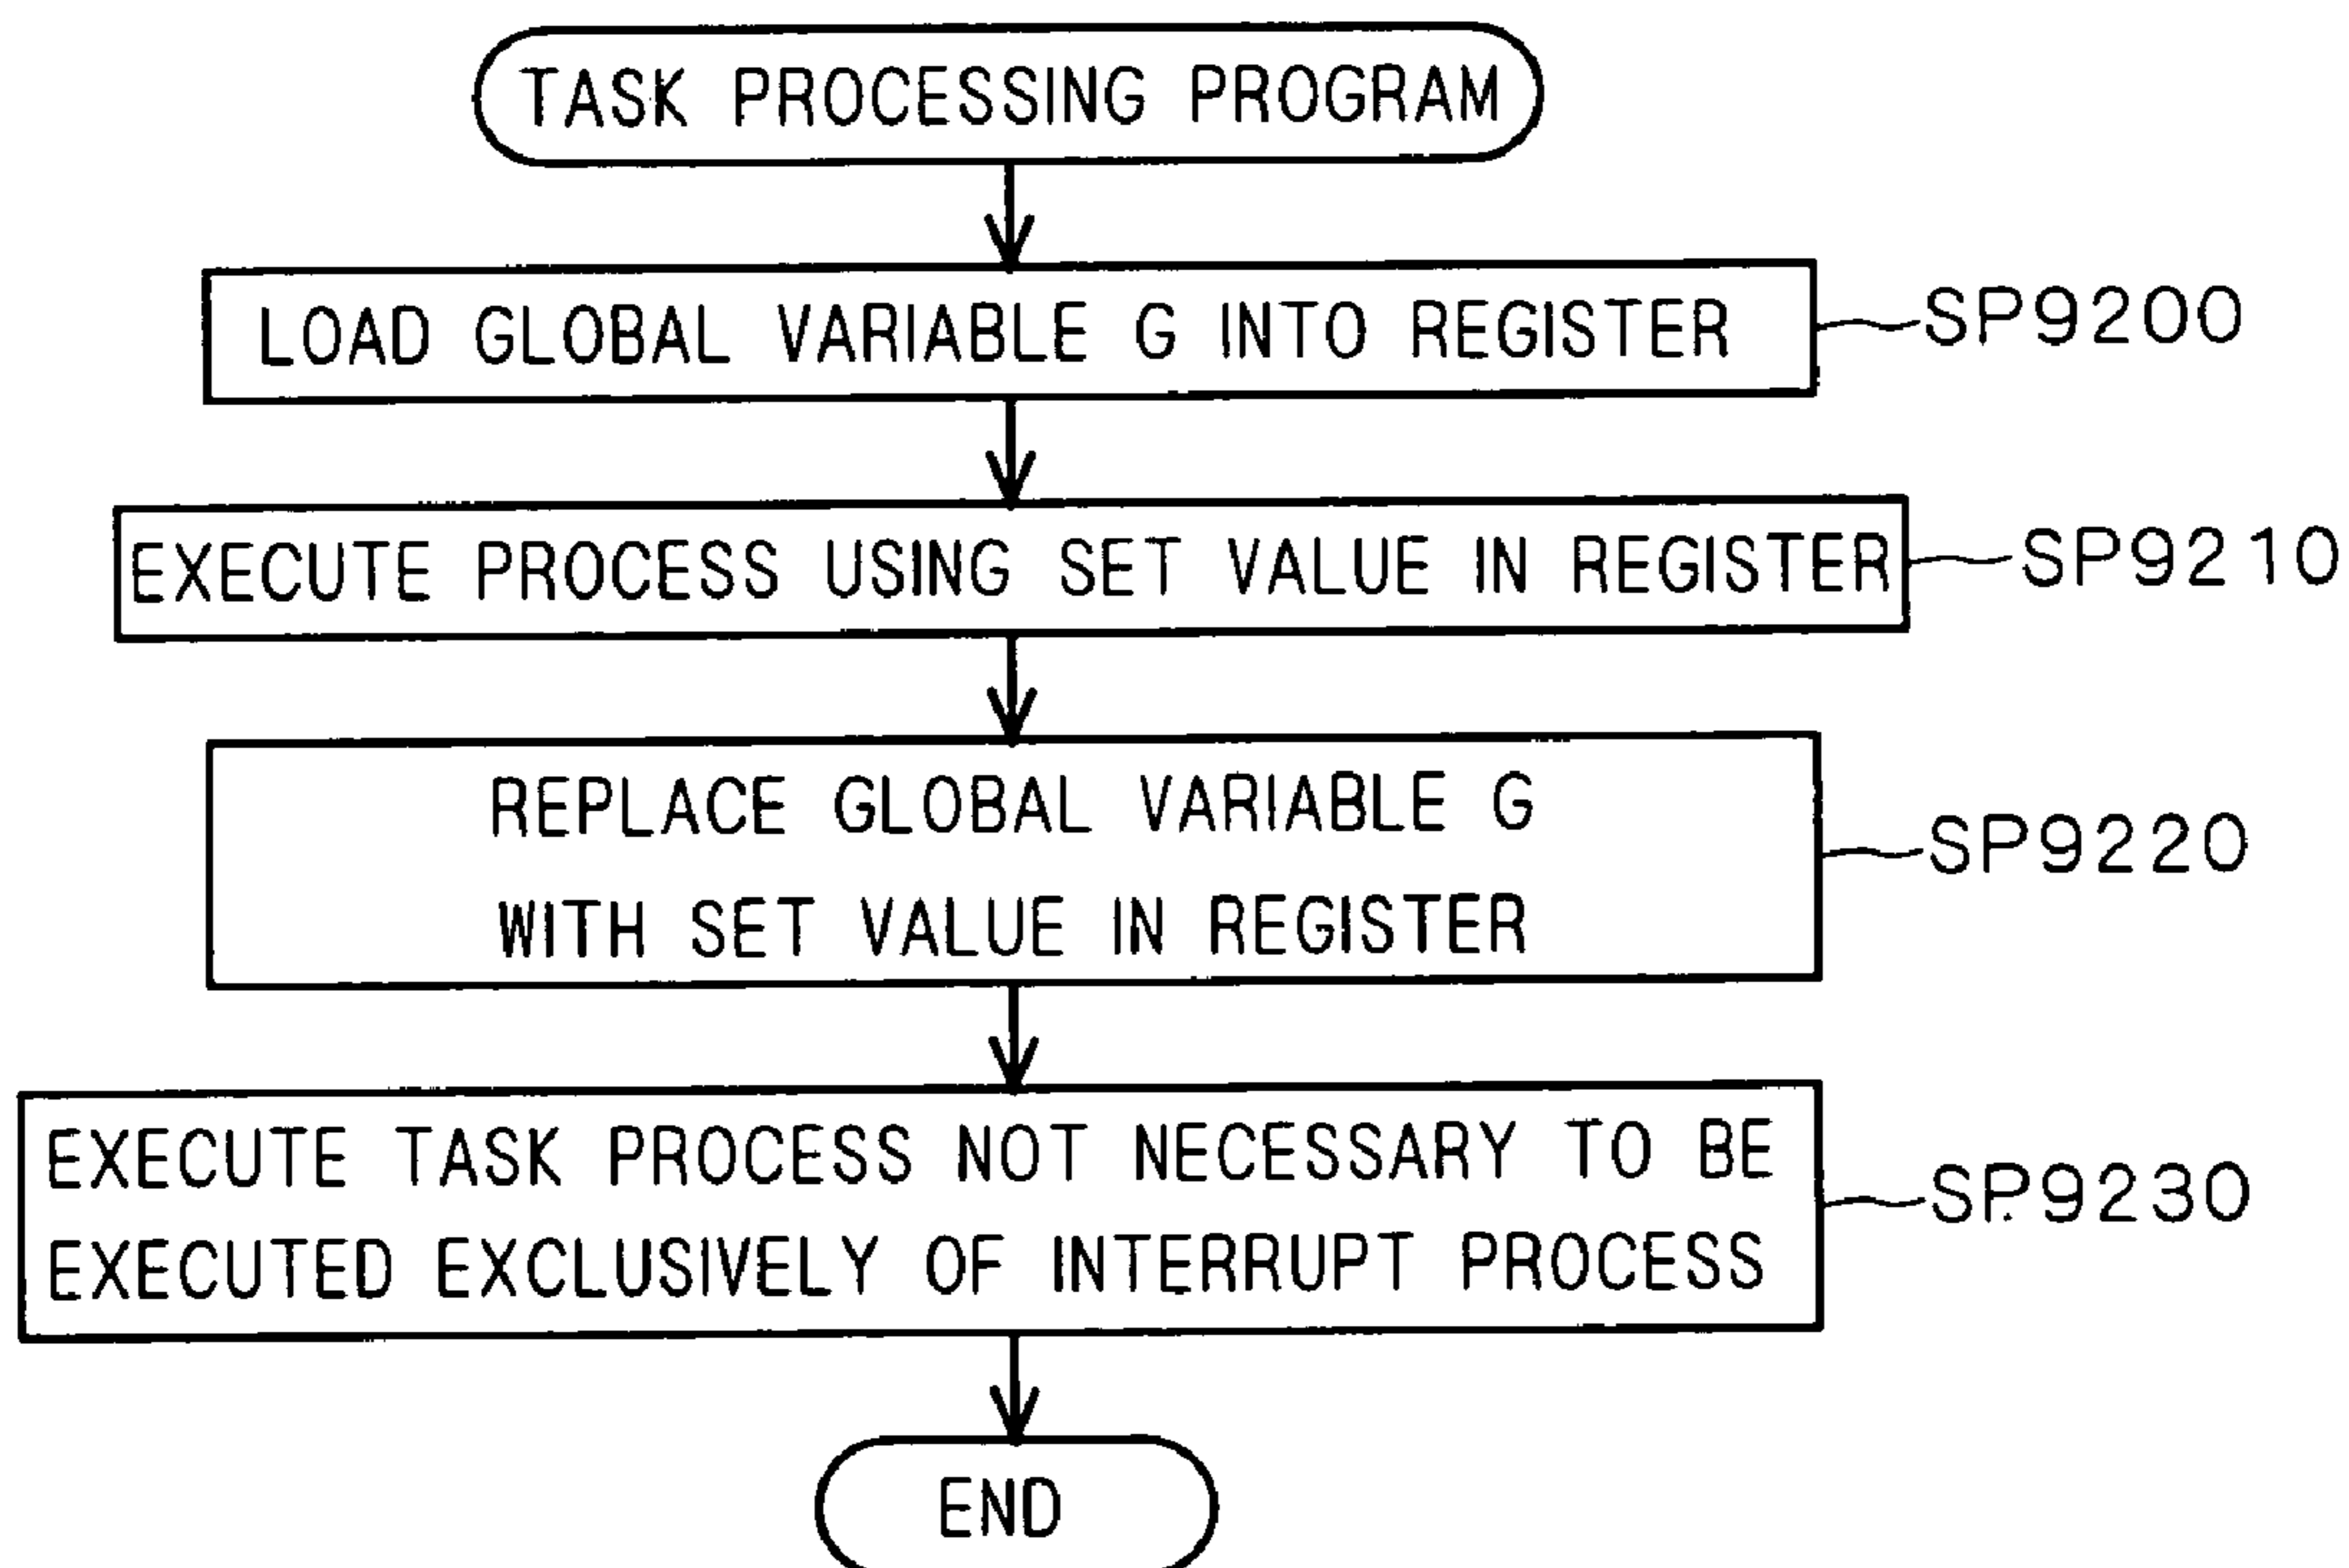 TASK PROCESSING PROGRAM
LOAD GLOBAL VARIABLE G INTO REGISTER
SP9200
EXECUTE PROCESS USING SET VALUE IN REGISTER
SP9210
REPLACE GLOBAL VARIABLE G
WITH SET VALUE IN REGISTER
SP9220
EXECUTE TASK PROCESS NOT NECESSARY TO BE
EXECUTED EXCLUSIVELY OF INTERRUPT PROCESS
SP9230
END